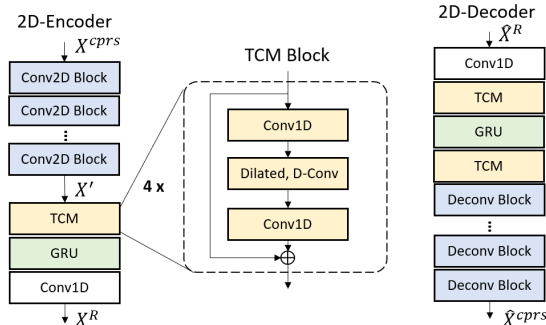 2D-Encoder
X^{cprs}
Conv2D Block
Conv2D Block
...
Conv2D Block
X'
TCM
GRU
Conv1D
X^R
4 x
TCM Block
Conv1D
Dilated, D-Conv
Conv1D
2D-Decoder
X̂^R
Conv1D
TCM
GRU
TCM
Deconv Block
...
Deconv Block
Deconv Block
X̂^{cprs}